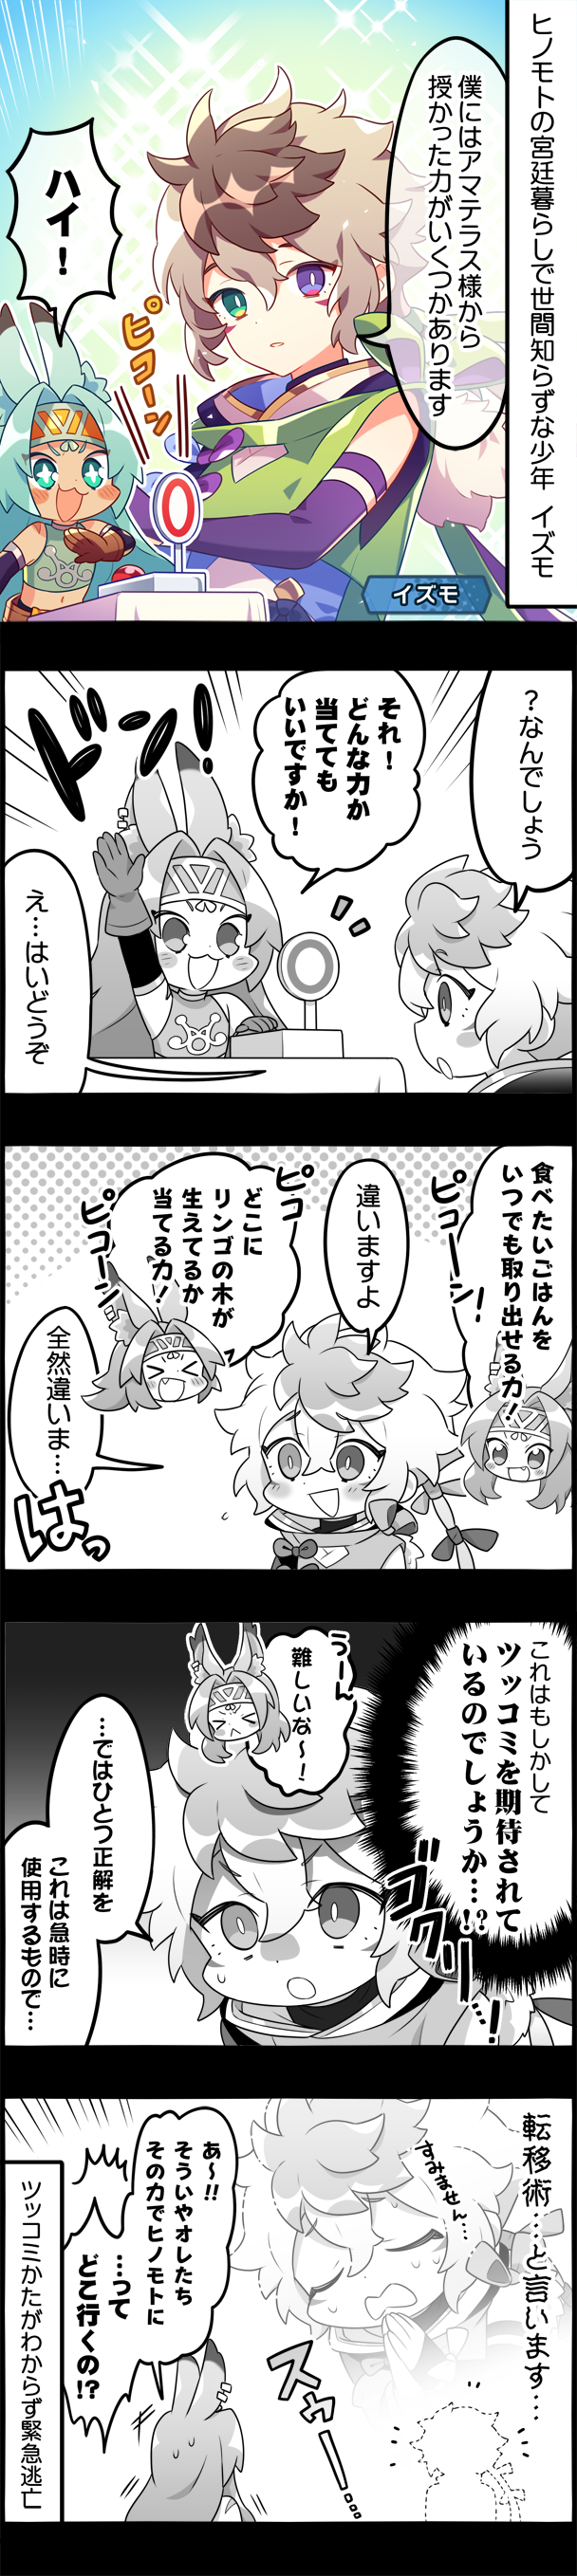 ヒノモトの宮廷暮らしで世間知らずな少年 イズモ
僕にはアマテラス様から
授かった力がいくつかあります
ピコーン
ハイ！
イズモ
？なんでしょう
それ！
どんな力か
当てても
いいですか！
ドン！
え…はいどうぞ
食べたいごはんを
いつでも取り出せる力！
ピコーン！
違いますよ
ピコ
ピコーン
どこに
リンゴの木が
生えてるか
当てる力！
全然違いま…
はっ
これはもしかして
ツッコミを期待されて
いるのでしょうか…！？
ゴクリ…！
うーん
難しいな～！
…ではひとつ正解を
これは急時に
使用するもので…
転移術…と言います…
すみません…
スゥー…
あ～！！
そういやオレたち
その力でヒノモトに
…って
どこ行くの！？
ツッコミかたがわからず緊急逃亡